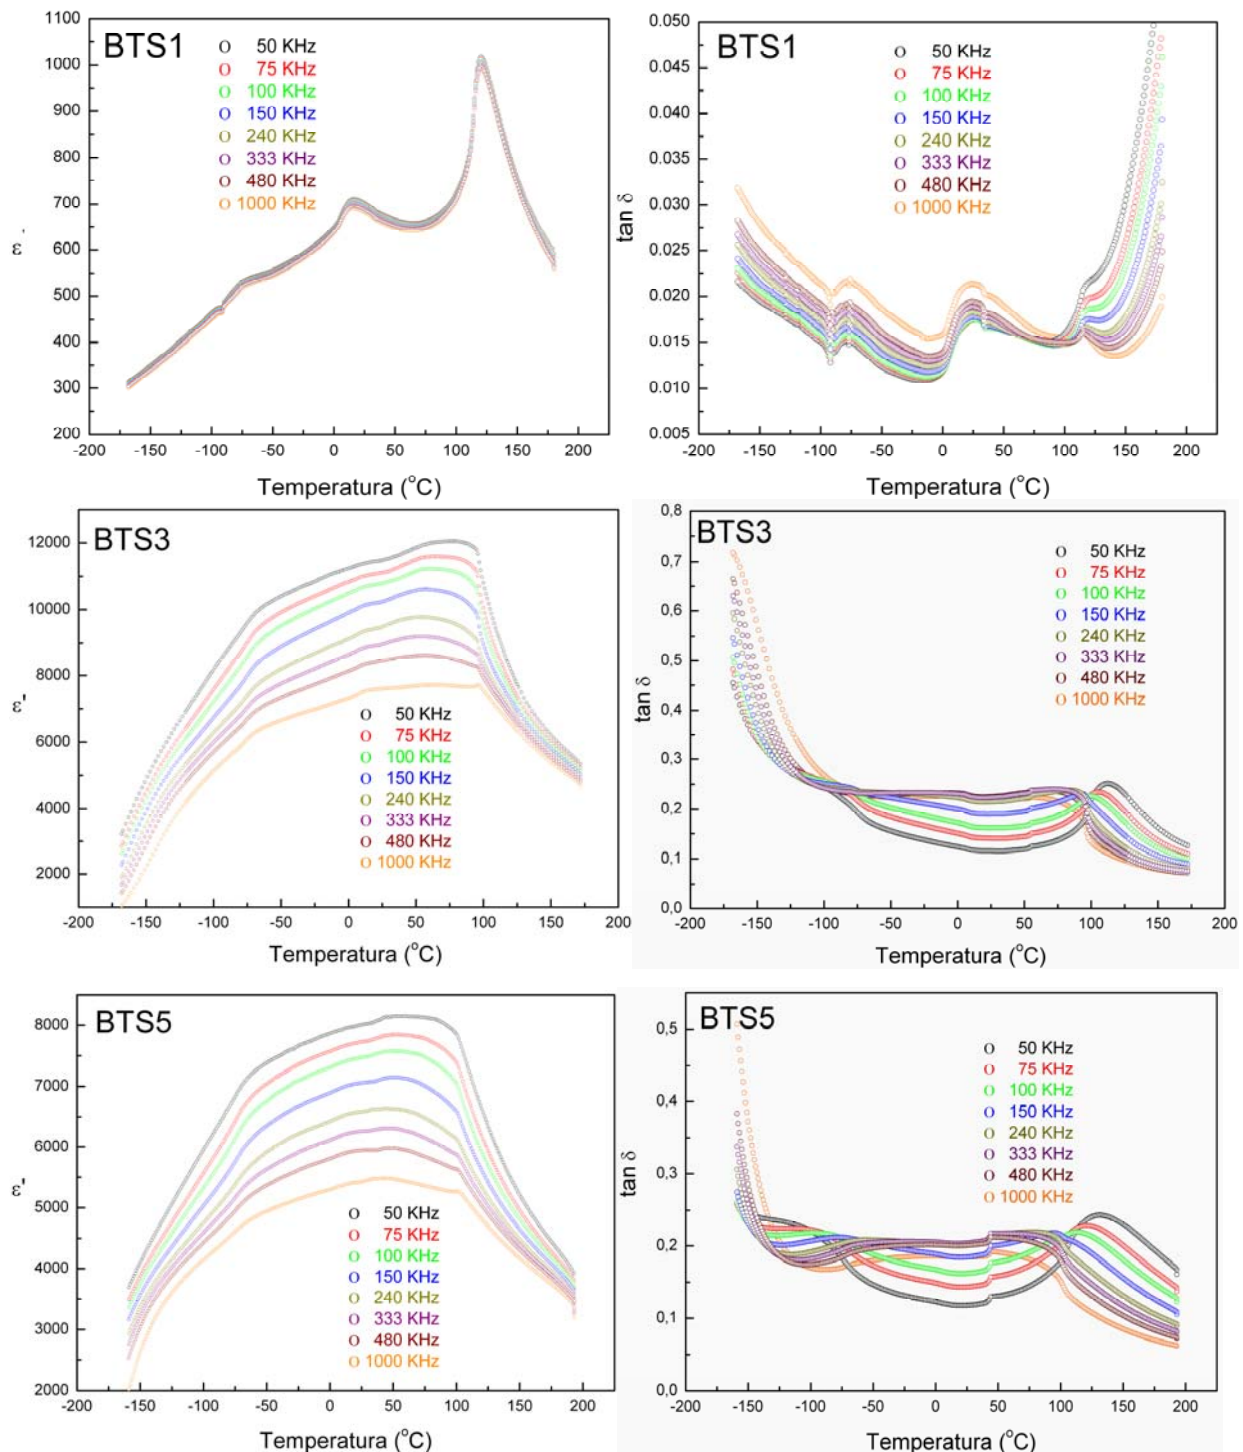 BTS1
O 50 KHz
O 75 KHz
O 100 KHz
O 150 KHz
O 240 KHz
O 333 KHz
O 480 KHz
O 1000 KHz
1100
1000
900
800
700
600
500
400
300
200
ε'
-200 -150 -100 -50 0 50 100 150 200
Temperatura (°C)
BTS1
O 50 KHz
O 75 KHz
O 100 KHz
O 150 KHz
O 240 KHz
O 333 KHz
O 480 KHz
O 1000 KHz
0.050
0.045
0.040
0.035
0.030
0.025
0.020
0.015
0.010
0.005
tan δ
-200 -150 -100 -50 0 50 100 150 200
Temperatura (°C)
BTS3
12000
10000
8000
6000
4000
2000
ε'
O 50 KHz
O 75 KHz
O 100 KHz
O 150 KHz
O 240 KHz
O 333 KHz
O 480 KHz
O 1000 KHz
-200 -150 -100 -50 0 50 100 150 200
Temperatura (°C)
BTS3
O 50 KHz
O 75 KHz
O 100 KHz
O 150 KHz
O 240 KHz
O 333 KHz
O 480 KHz
O 1000 KHz
0,8
0,7
0,6
0,5
0,4
0,3
0,2
0,1
0,0
tan δ
-200 -150 -100 -50 0 50 100 150 200
Temperatura (°C)
BTS5
8000
7000
6000
5000
4000
3000
2000
ε'
O 50 KHz
O 75 KHz
O 100 KHz
O 150 KHz
O 240 KHz
O 333 KHz
O 480 KHz
O 1000 KHz
-200 -150 -100 -50 0 50 100 150 200
Temperatura (°C)
BTS5
O 50 KHz
O 75 KHz
O 100 KHz
O 150 KHz
O 240 KHz
O 333 KHz
O 480 KHz
O 1000 KHz
0,5
0,4
0,3
0,2
0,1
0,0
tan δ
-200 -150 -100 -50 0 50 100 150 200
Temperatura (°C)